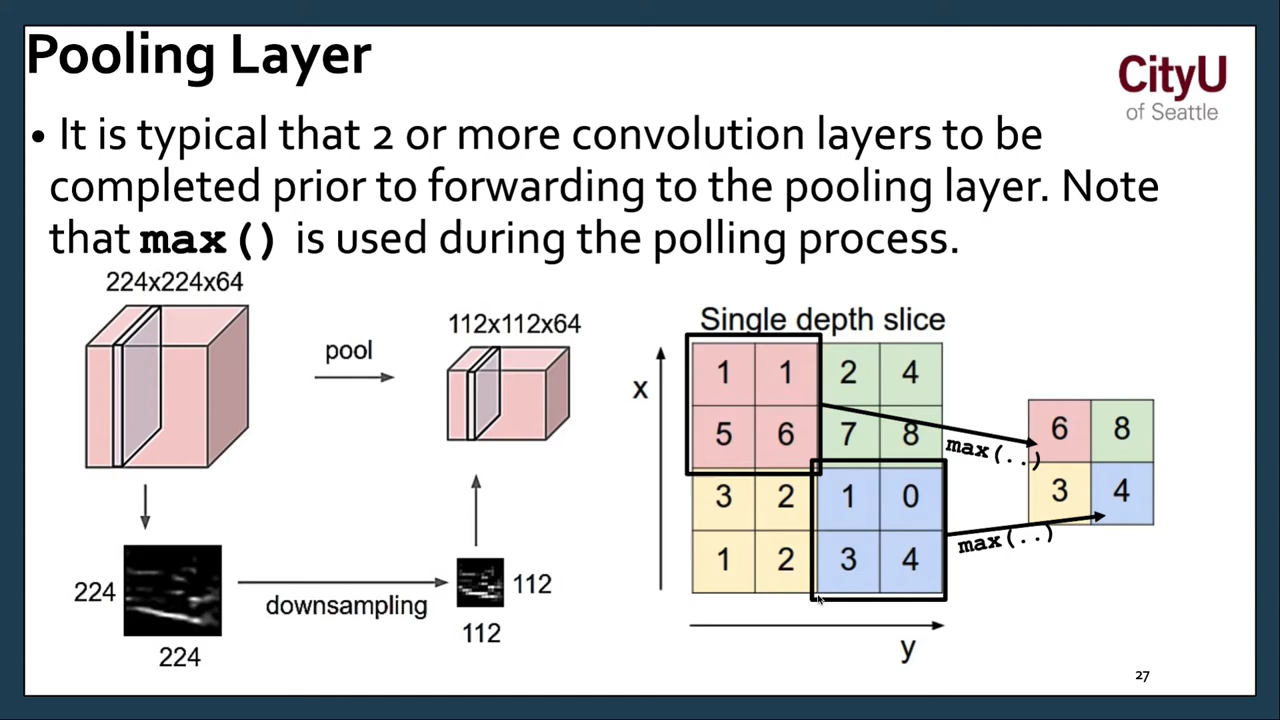 Pooling Layer
CityU
of Seattle
• It is typical that 2 or more convolution layers to be
completed prior to forwarding to the pooling layer. Note
that max() is used during the polling process.
224x224x64
pool
112x112x64
224
224
downsampling
112
112
Single depth slice
x
1 1 2 4
5 6 7 8
3 2 1 0
1 2 3 4
y
max(..)
max(..)
6 8
3 4
27